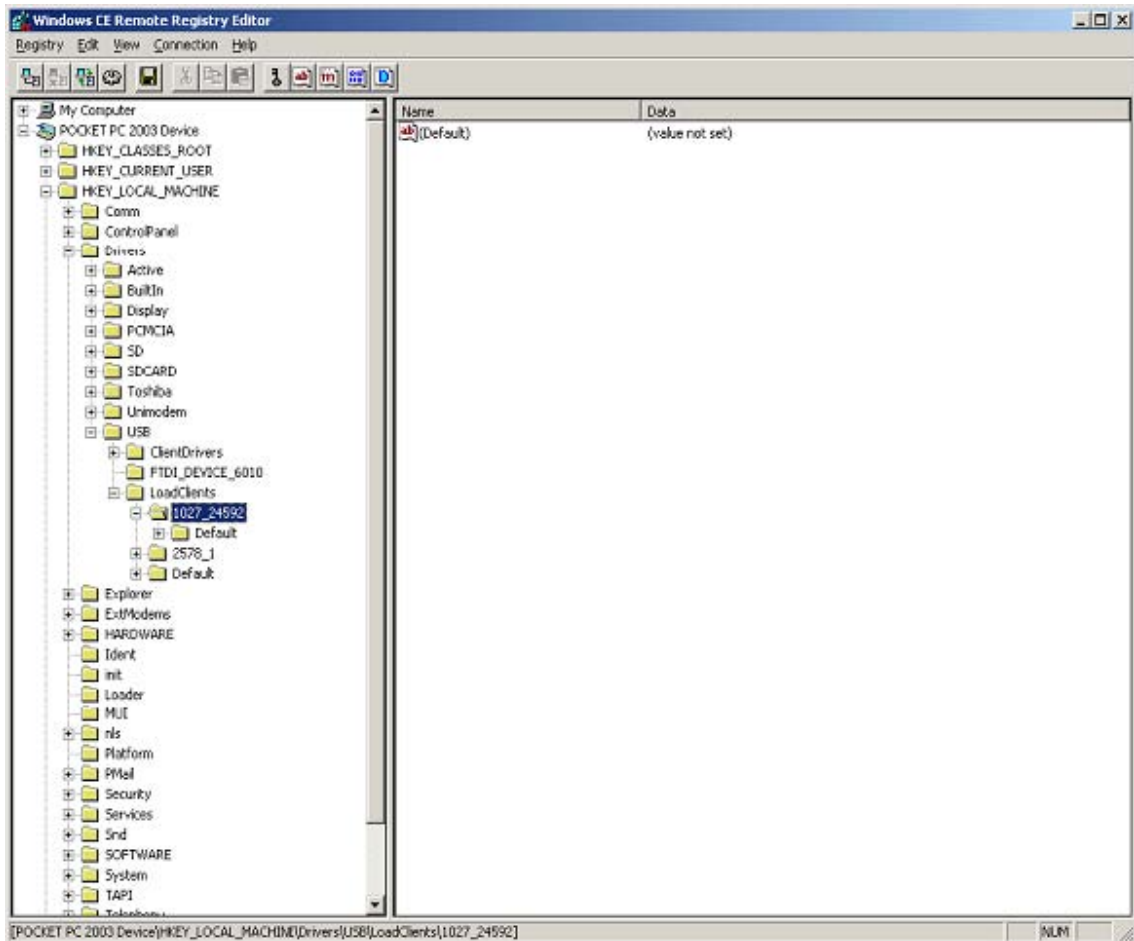 Windows CE Remote Registry Editor
Registry Edit View Connection Help
My Computer
POCKET PC 2003 Device
HKEY_CLASSES_ROOT
HKEY_CURRENT_USER
HKEY_LOCAL_MACHINE
Comm
ControlPanel
Drivers
Active
BuiltIn
Display
PCMCIA
SD
SDCARD
Toshiba
Unimodem
USB
ClientDrivers
FTDI_DEVICE_6010
LoadClients
1027_24592
Default
2578_1
Default
Explorer
ExtModems
HARDWARE
Ident
init
Loader
MUI
nls
Platform
PMail
Security
Services
Snd
SOFTWARE
System
TAPI
Name Data
(Default) (value not set)
[POCKET PC 2003 Device\HKEY_LOCAL_MACHINE\Drivers\USB\LoadClients\1027_24592]
NUM